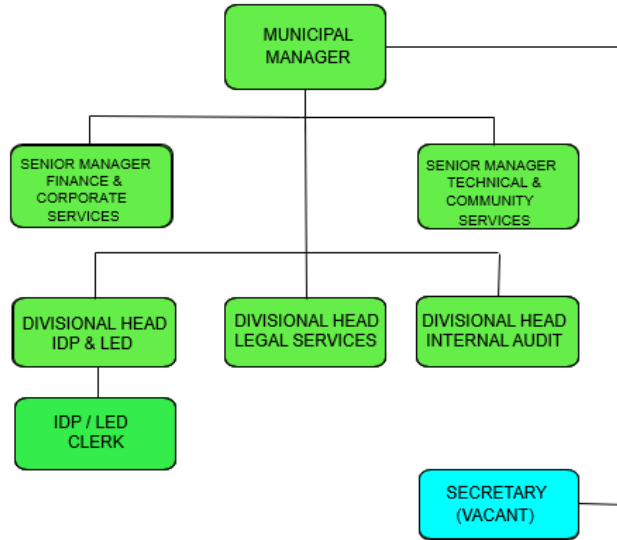 MUNICIPAL
MANAGER
SENIOR MANAGER
FINANCE &
CORPORATE
SERVICES
SENIOR MANAGER
TECHNICAL &
COMMUNITY
SERVICES
DIVISIONAL HEAD
IDP & LED
DIVISIONAL HEAD
LEGAL SERVICES
DIVISIONAL HEAD
INTERNAL AUDIT
IDP / LED
CLERK
SECRETARY
(VACANT)